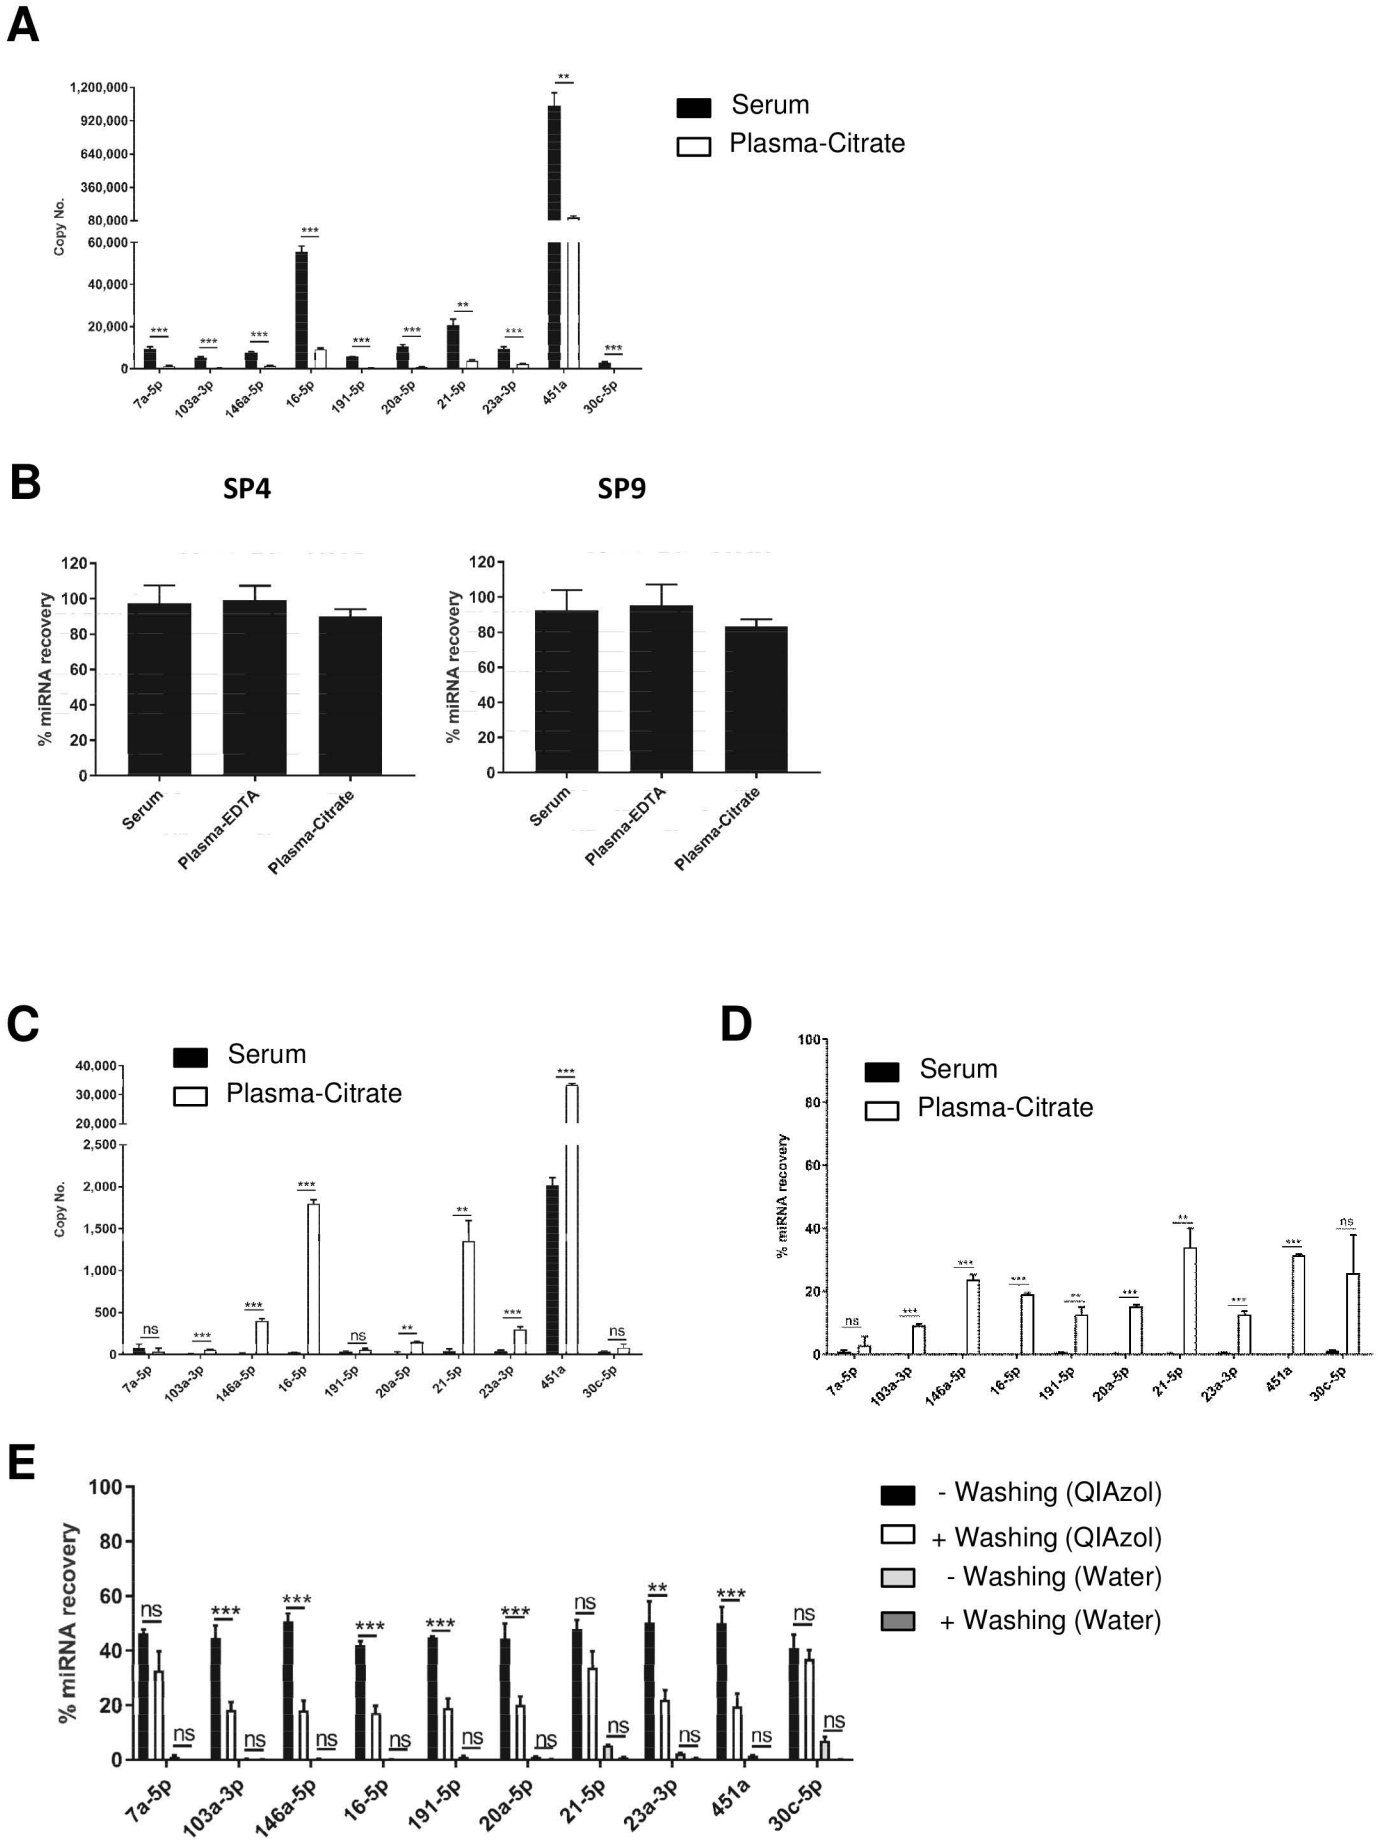 A
Serum
Plasma-Citrate
Copy No.
1,200,000
920,000
640,000
360,000
80,000
60,000
40,000
20,000
0
*** *** *** *** *** *** ** *** ** ***
7a-5p 103a-3p 146a-5p 16-5p 191-5p 20a-5p 21-5p 23a-3p 451a 30c-5p
B
SP4
% miRNA recovery
120
100
80
60
40
20
0
Serum Plasma-EDTA Plasma-Citrate
SP9
% miRNA recovery
120
100
80
60
40
20
0
Serum Plasma-EDTA Plasma-Citrate
C
Serum
Plasma-Citrate
Copy No.
40,000
30,000
20,000
2,500
2,000
1,500
1,000
500
0
ns *** *** *** ns ** ** *** *** ns
7a-5p 103a-3p 146a-5p 16-5p 191-5p 20a-5p 21-5p 23a-3p 451a 30c-5p
D
Serum
Plasma-Citrate
% miRNA recovery
100
80
60
40
20
0
ns *** *** *** ** *** ** *** *** ns
7a-5p 103a-3p 146a-5p 16-5p 191-5p 20a-5p 21-5p 23a-3p 451a 30c-5p
E
% miRNA recovery
100
80
60
40
20
0
ns *** *** *** *** *** ns ** *** ns
ns ns ns ns ns ns ns ns ns ns
7a-5p 103a-3p 146a-5p 16-5p 191-5p 20a-5p 21-5p 23a-3p 451a 30c-5p
- Washing (QIAzol)
+ Washing (QIAzol)
- Washing (Water)
+ Washing (Water)